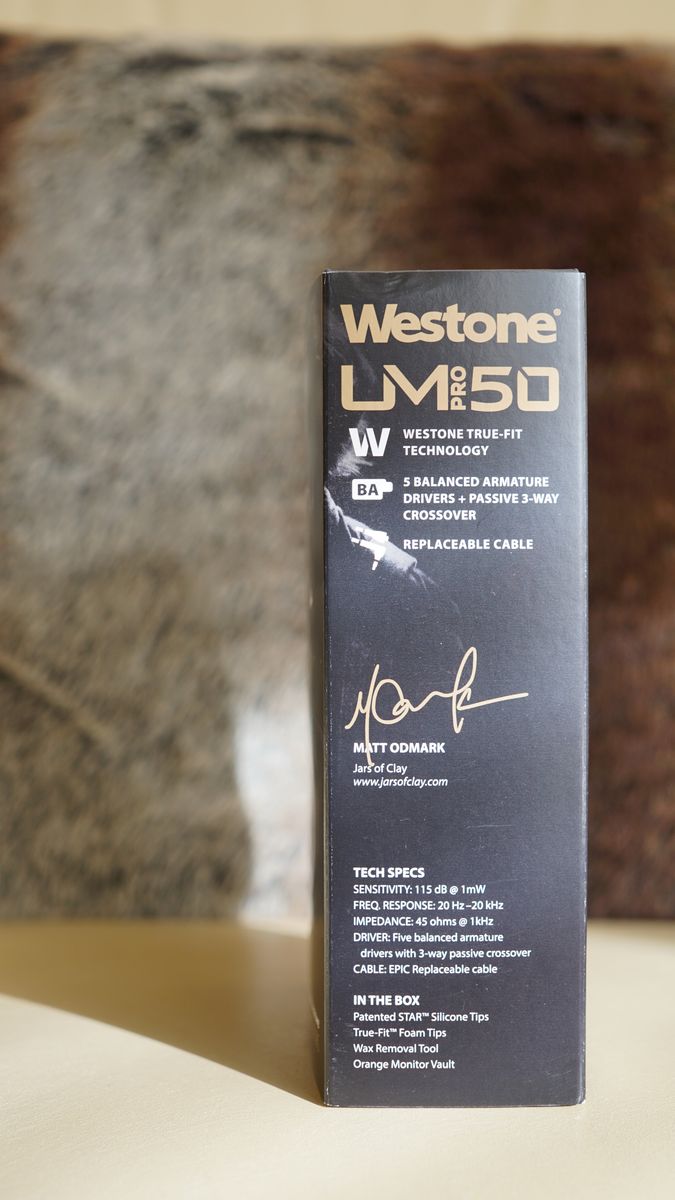 Westone®
UM PRO 50
W WESTONE TRUE-FIT
TECHNOLOGY
BA 5 BALANCED ARMATURE
DRIVERS + PASSIVE 3-WAY
CROSSOVER
REPLACEABLE CABLE
MATT ODMARK
Jars of Clay
www.jarsofclay.com
TECH SPECS
SENSITIVITY: 115 dB @ 1mW
FREQ. RESPONSE: 20 Hz–20 kHz
IMPEDANCE: 45 ohms @ 1kHz
DRIVER: Five balanced armature
drivers with 3-way passive crossover
CABLE: EPIC Replaceable cable
IN THE BOX
Patented STAR™ Silicone Tips
True-Fit™ Foam Tips
Wax Removal Tool
Orange Monitor Vault